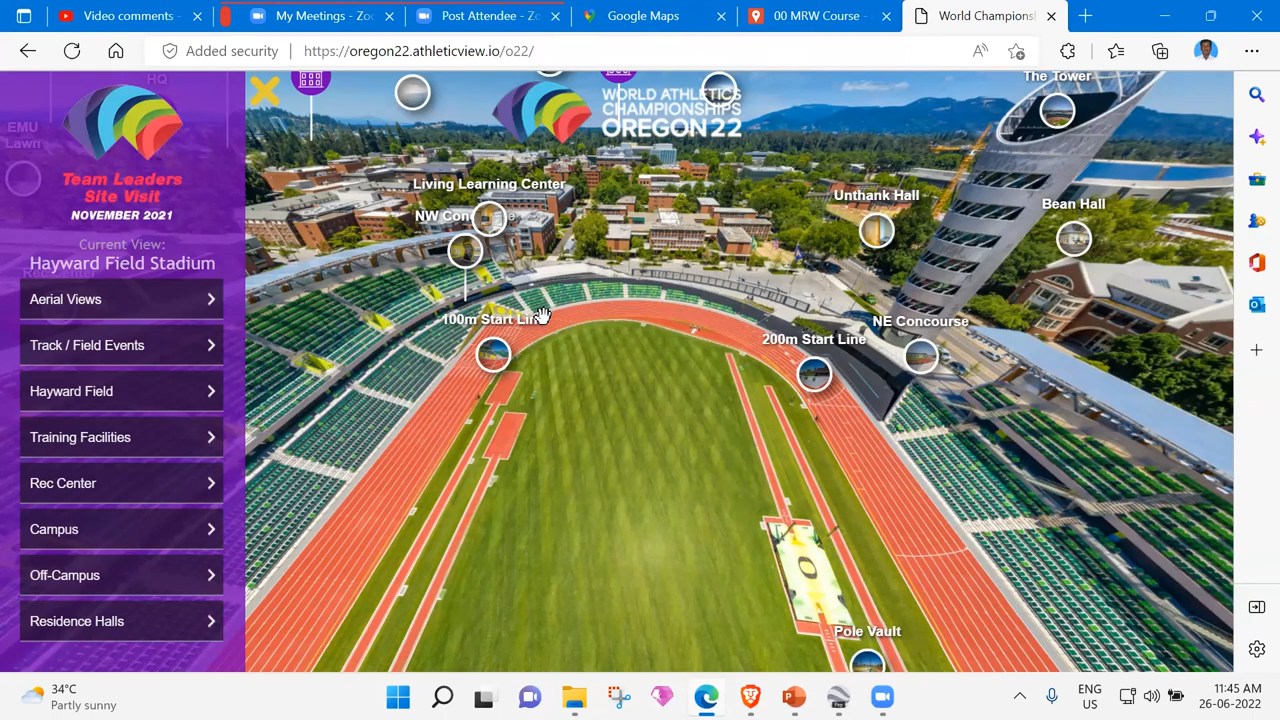 Video comments -
My Meetings - Zoo
Post Attendee - Zo
Google Maps
00 MRW Course -
World Champions
Added security
https://oregon22.athleticview.io/o22/
HQ
EMU
Lawn
Team Leaders
Site Visit
NOVEMBER 2021
Current View:
Hayward Field Stadium
Aerial Views
Track / Field Events
Hayward Field
Training Facilities
Rec Center
Campus
Off-Campus
Residence Halls
WORLD ATHLETICS
CHAMPIONSHIPS
OREGON 22
The Tower
Living Learning Center
Unthank Hall
Bean Hall
100m Start Line
200m Start Line
NE Concourse
Pole Vault
34°C
Partly sunny
ENG
US
11:45 AM
26-06-2022